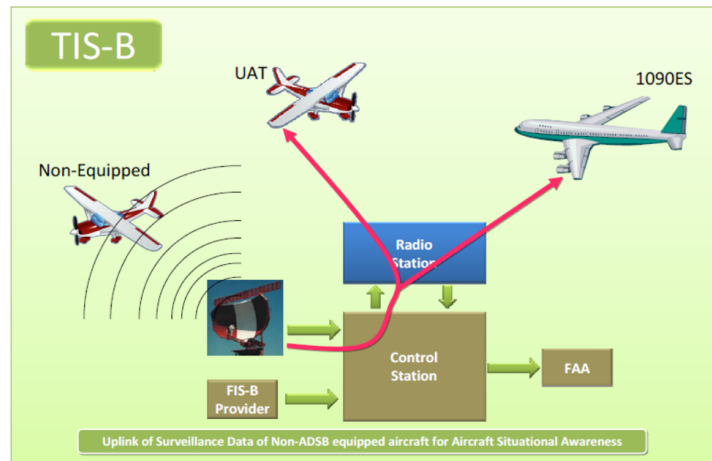 TIS-B
UAT
1090ES
Non-Equipped
Radio
Station
Control
Station
FAA
FIS-B
Provider
Uplink of Surveillance Data of Non-ADSB equipped aircraft for Aircraft Situational Awareness